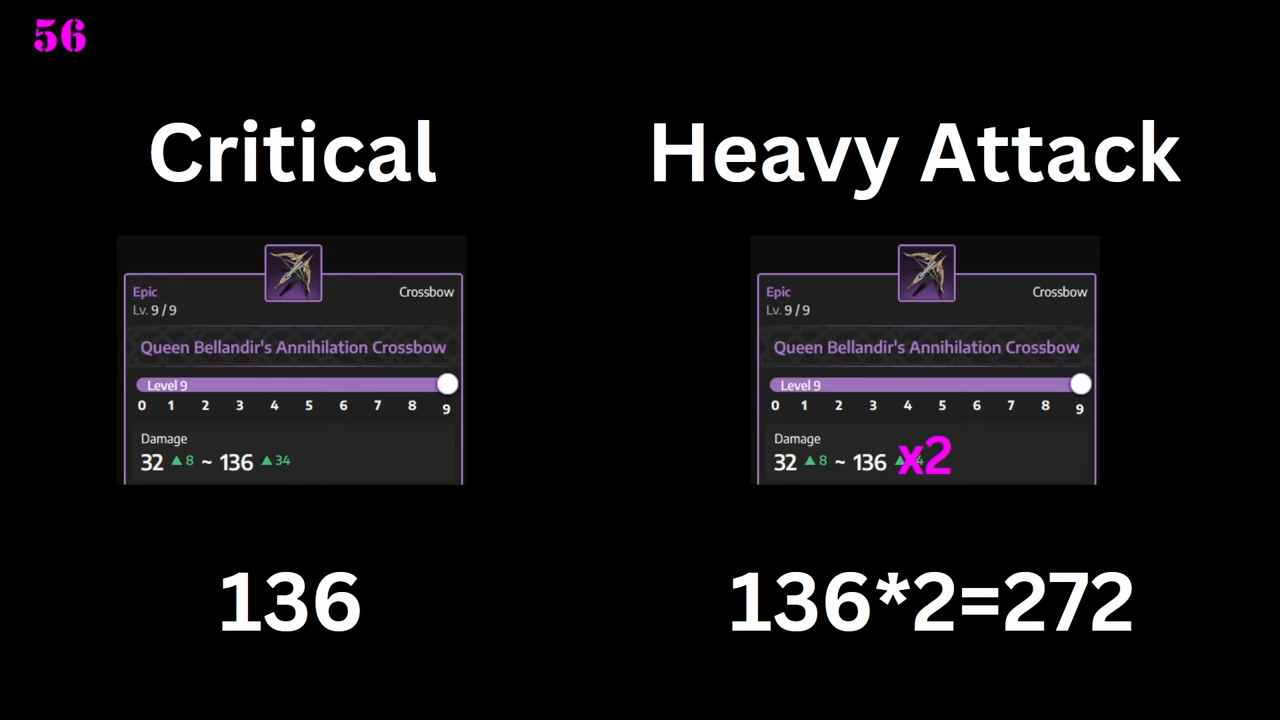 56
Critical
Heavy Attack
Epic
Crossbow
Lv. 9 / 9
Queen Bellandir's Annihilation Crossbow
Level 9
0 1 2 3 4 5 6 7 8 9
Damage
32 ▲ 8 ~ 136 ▲ 34
Epic
Crossbow
Lv. 9 / 9
Queen Bellandir's Annihilation Crossbow
Level 9
0 1 2 3 4 5 6 7 8 9
Damage
32 ▲ 8 ~ 136 x2
136
136*2=272